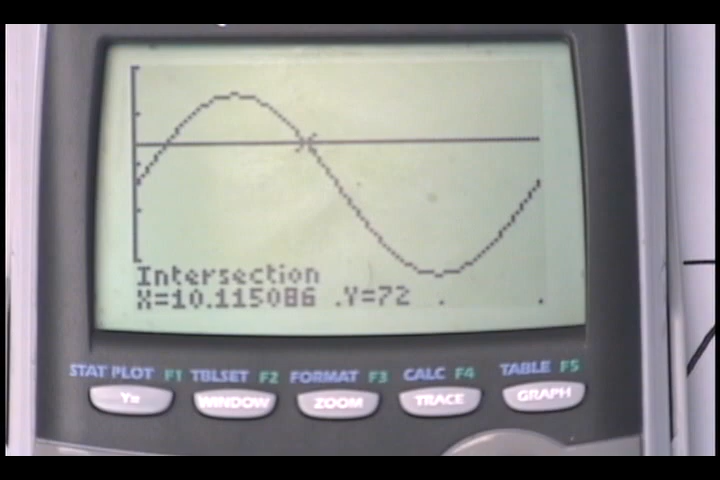 Intersection
X=10.115086 Y=72
STAT PLOT F1 TBLSET F2 FORMAT F3 CALC F4 TABLE F5
Y= WINDOW ZOOM TRACE GRAPH